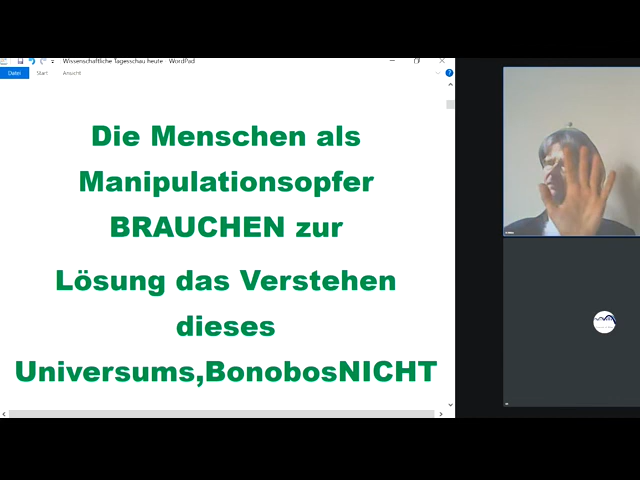 Wissenschaftliche Tagesschau heute - WordPad
Datei Start Ansicht
Die Menschen als
Manipulationsopfer
BRAUCHEN zur
Lösung das Verstehen
dieses
Universums,BonobosNICHT